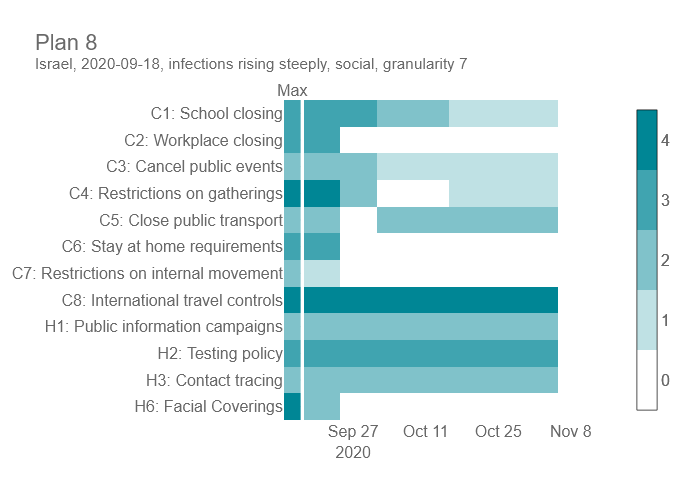 Plan 8
Israel, 2020-09-18, infections rising steeply, social, granularity 7
Max
C1: School closing
C2: Workplace closing
C3: Cancel public events
C4: Restrictions on gatherings
C5: Close public transport
C6: Stay at home requirements
C7: Restrictions on internal movement
C8: International travel controls
H1: Public information campaigns
H2: Testing policy
H3: Contact tracing
H6: Facial Coverings
Sep 27 Oct 11 Oct 25 Nov 8
2020
4
3
2
1
0